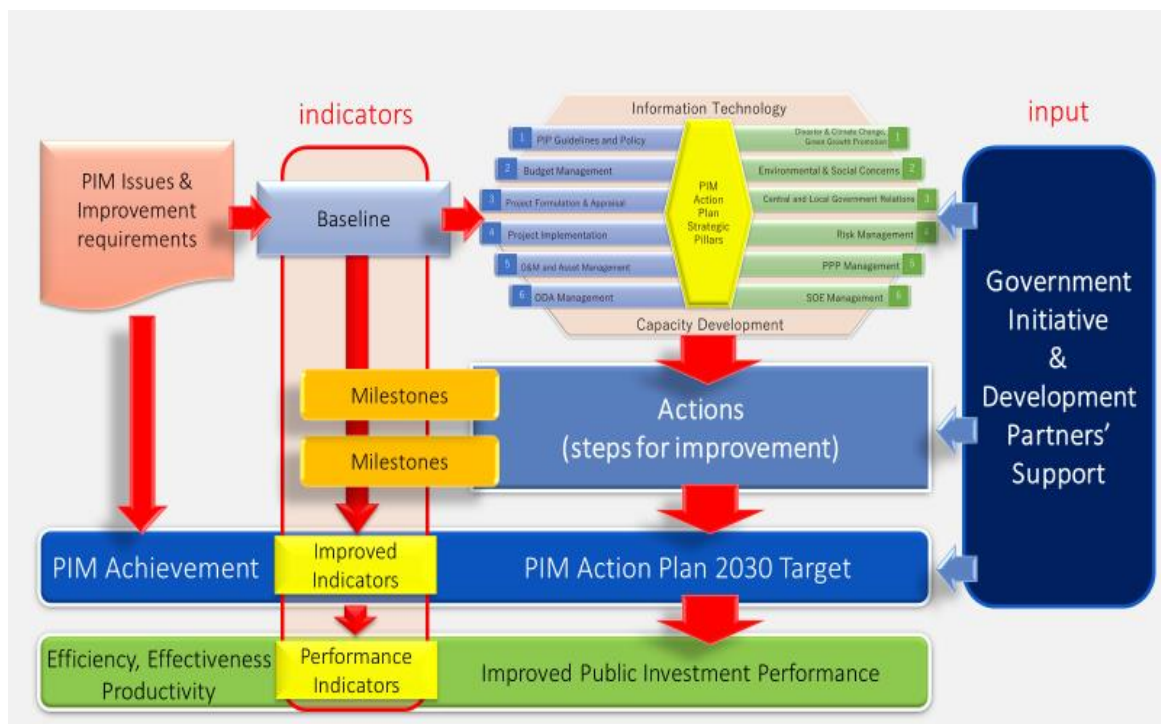 indicators
input
Information Technology
1 PIP Guidelines and Policy
2 Budget Management
3 Project Formulation & Appraisal
4 Project Implementation
5 O&M and Asset Management
6 ODA Management
PIM
Action
Plan
Strategic
Pillars
Disaster & Climate Change, 1
Green Growth Promotion
Environmental & Social Concerns 2
Central and Local Government Relations 3
Risk Management 4
PPP Management 5
SOE Management 6
Capacity Development
PIM Issues &
Improvement
requirements
Baseline
Milestones
Milestones
Actions
(steps for improvement)
Government
Initiative
&
Development
Partners’
Support
PIM Achievement
Improved
Indicators
PIM Action Plan 2030 Target
Efficiency, Effectiveness
Productivity
Performance
Indicators
Improved Public Investment Performance